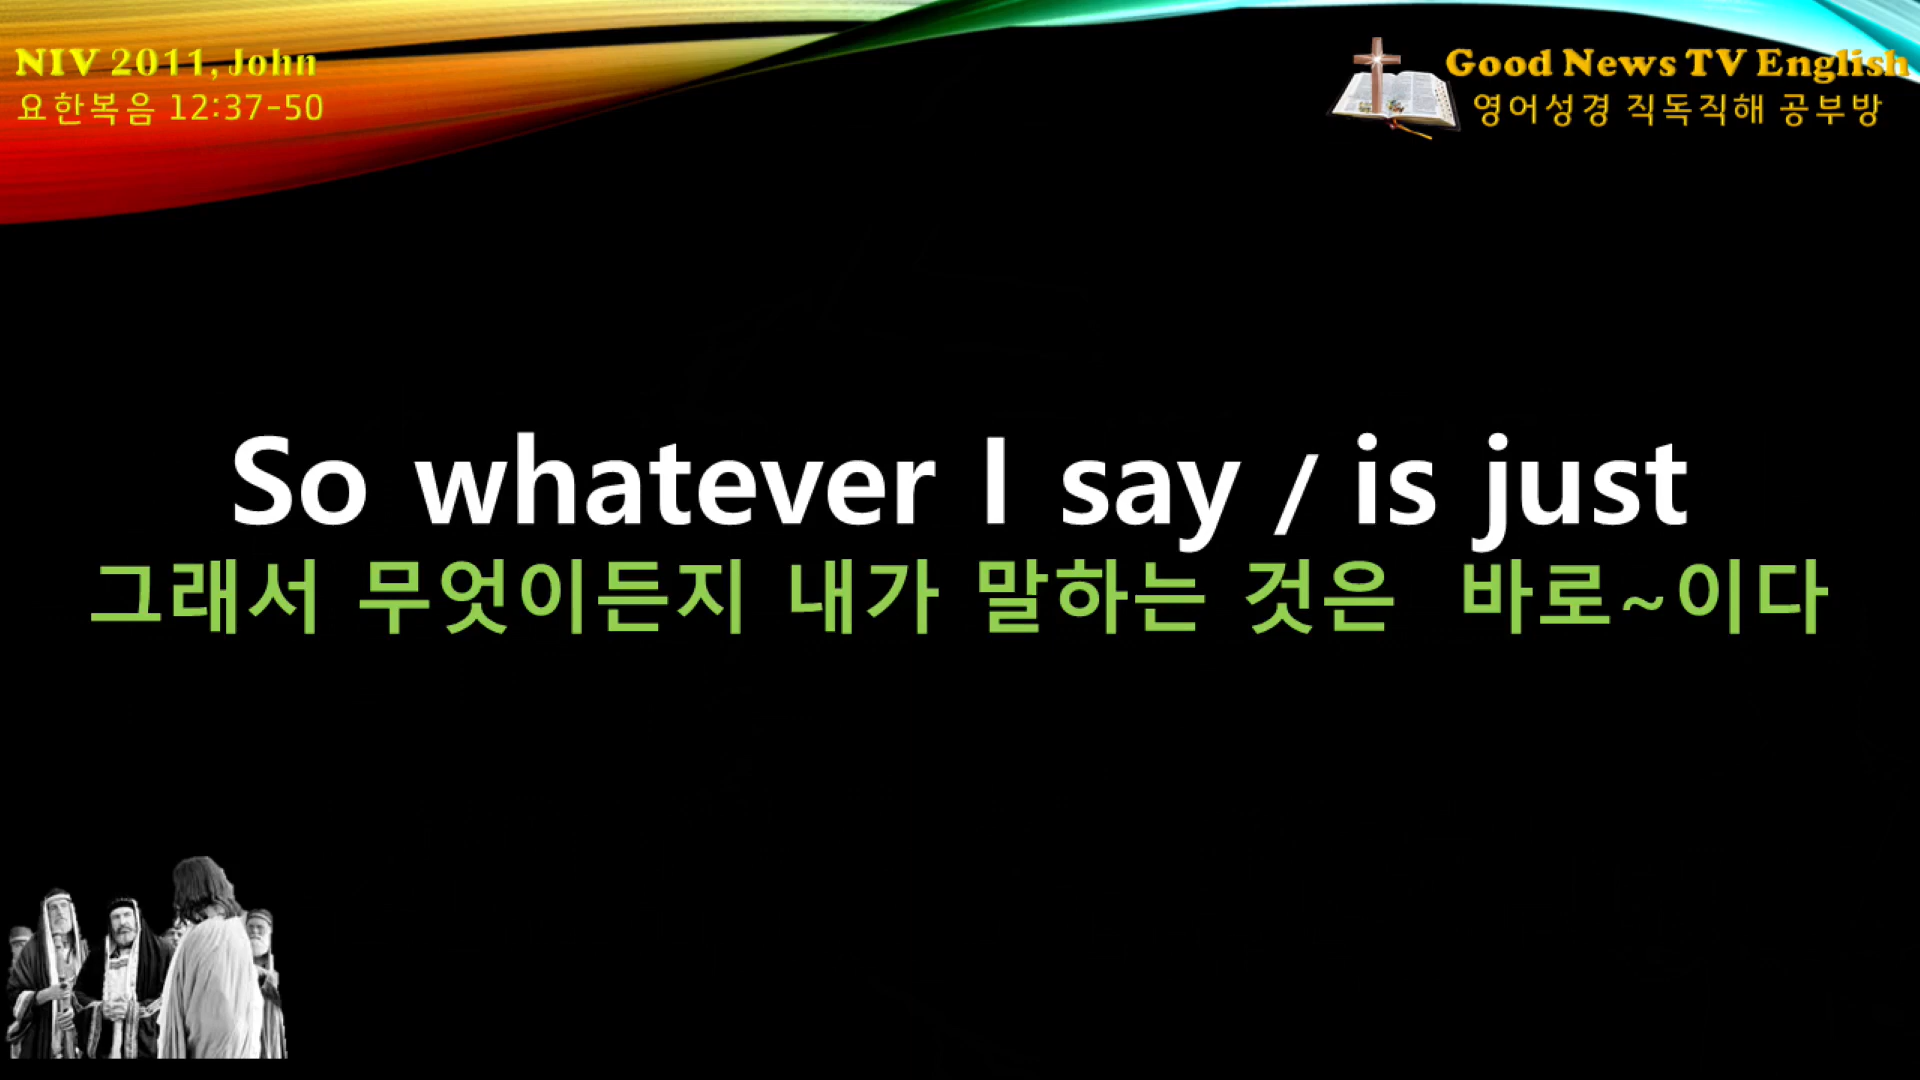 NIV 2011, John
요한복음 12:37-50
Good News TV English
영어성경 직독직해 공부방
So whatever I say / is just
그래서 무엇이든지 내가 말하는 것은 바로~이다